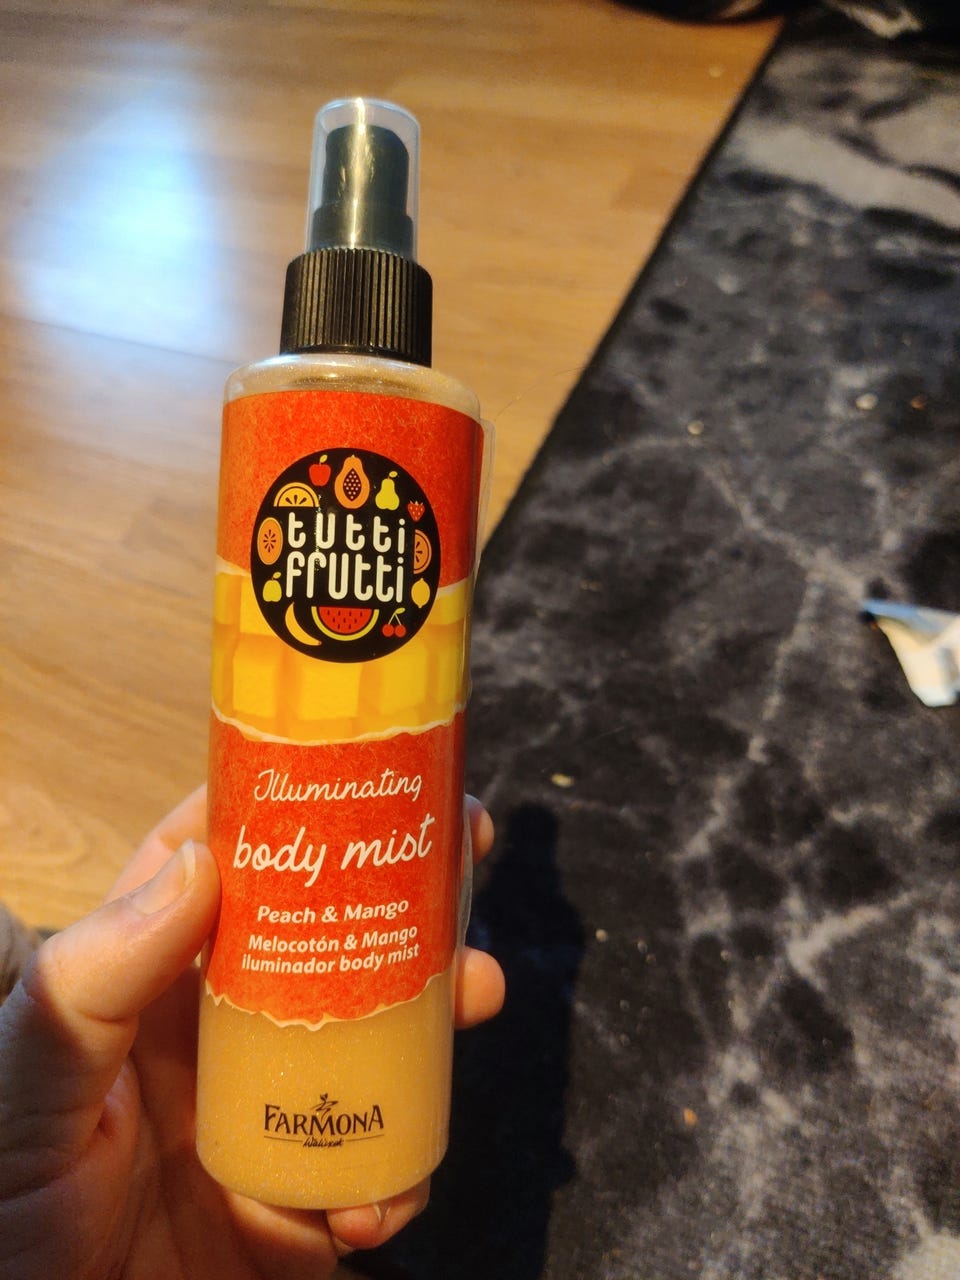 tutti
frutti
Illuminating
body mist
Peach & Mango
Melocotón & Mango
iluminador body mist
FARMONA